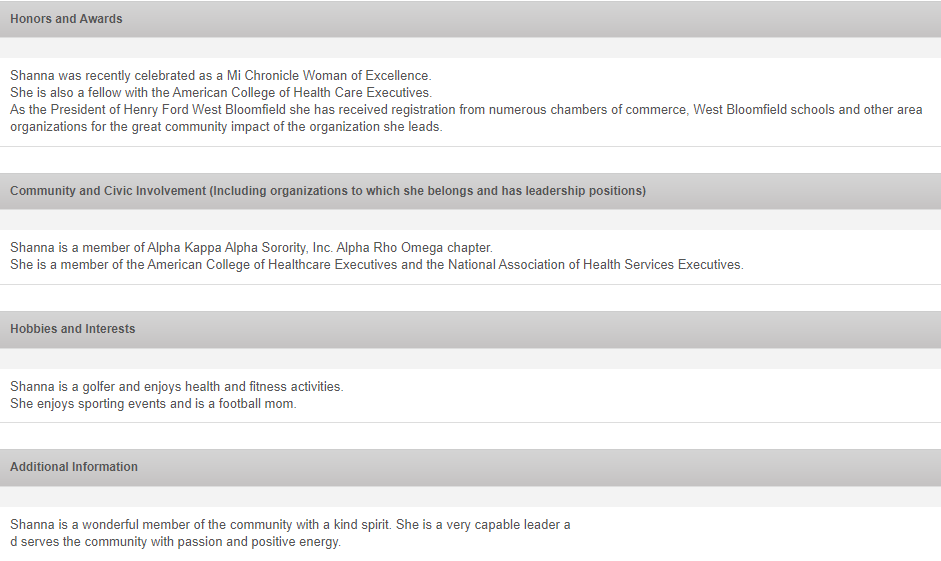 Honors and Awards
Shanna was recently celebrated as a Mi Chronicle Woman of Excellence.
She is also a fellow with the American College of Health Care Executives.
As the President of Henry Ford West Bloomfield she has received registration from numerous chambers of commerce, West Bloomfield schools and other area
organizations for the great community impact of the organization she leads.
Community and Civic Involvement (Including organizations to which she belongs and has leadership positions)
Shanna is a member of Alpha Kappa Alpha Sorority, Inc. Alpha Rho Omega chapter.
She is a member of the American College of Healthcare Executives and the National Association of Health Services Executives.
Hobbies and Interests
Shanna is a golfer and enjoys health and fitness activities.
She enjoys sporting events and is a football mom.
Additional Information
Shanna is a wonderful member of the community with a kind spirit. She is a very capable leader a
d serves the community with passion and positive energy.